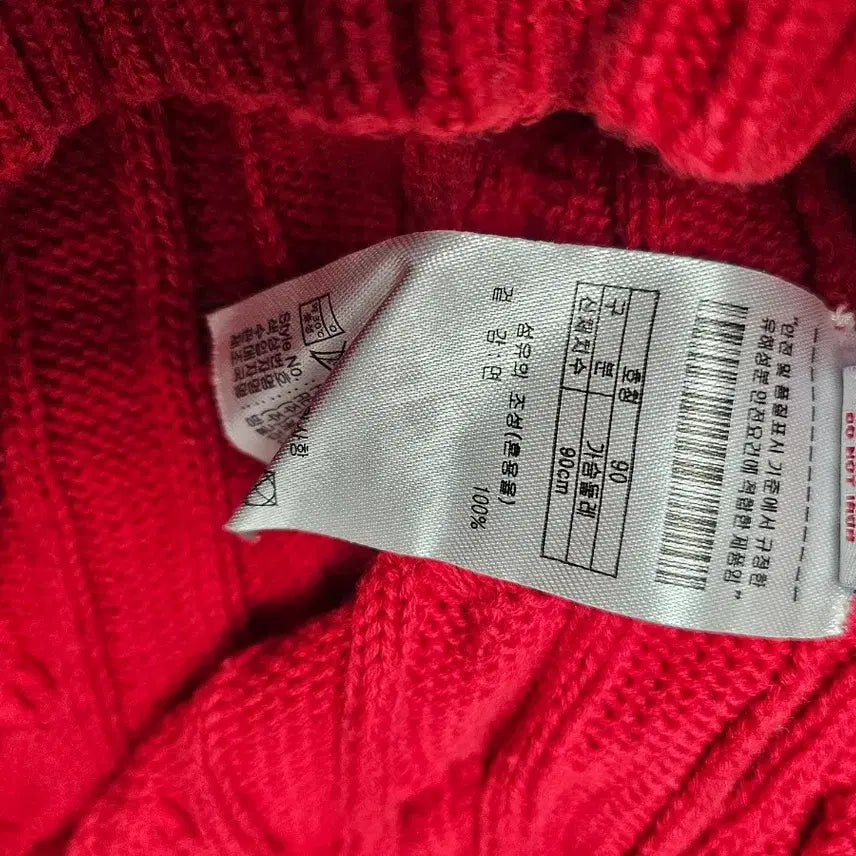 "안전 및 품질표시 기준에서 규정한
유해성분 안전요건에 적합한 제품임"
호칭 90
구 분 가슴둘레
신체치수 90cm
섬유의 조성(혼용율)
겉 감:면 100%
Style No:
DO NOT IRON